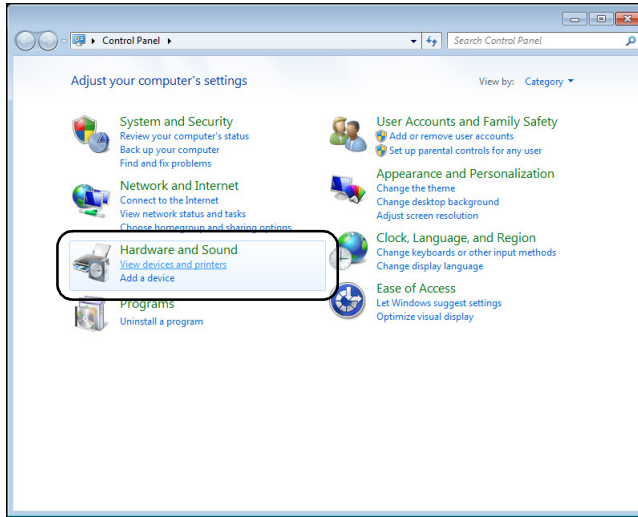 Control Panel
Search Control Panel
Adjust your computer's settings
View by: Category
System and Security
Review your computer's status
Back up your computer
Find and fix problems
Network and Internet
Connect to the Internet
View network status and tasks
Choose homegroup and sharing options
Hardware and Sound
View devices and printers
Add a device
Programs
Uninstall a program
User Accounts and Family Safety
Add or remove user accounts
Set up parental controls for any user
Appearance and Personalization
Change the theme
Change desktop background
Adjust screen resolution
Clock, Language, and Region
Change keyboards or other input methods
Change display language
Ease of Access
Let Windows suggest settings
Optimize visual display